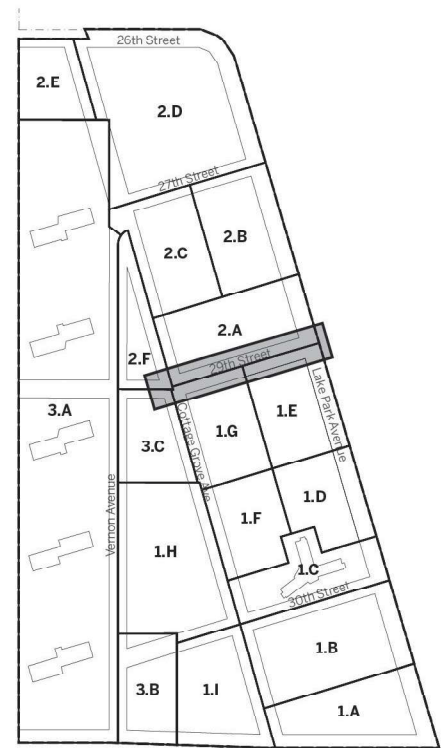 26th Street
2.E
2.D
27th Street
2.B
2.C
2.A
2.F
29th Street
Lake Park Avenue
3.A
1.E
Cottage Grove Ave
1.G
3.C
Vernon Avenue
1.D
1.F
1.H
1.C
30th Street
1.B
3.B
1.I
1.A